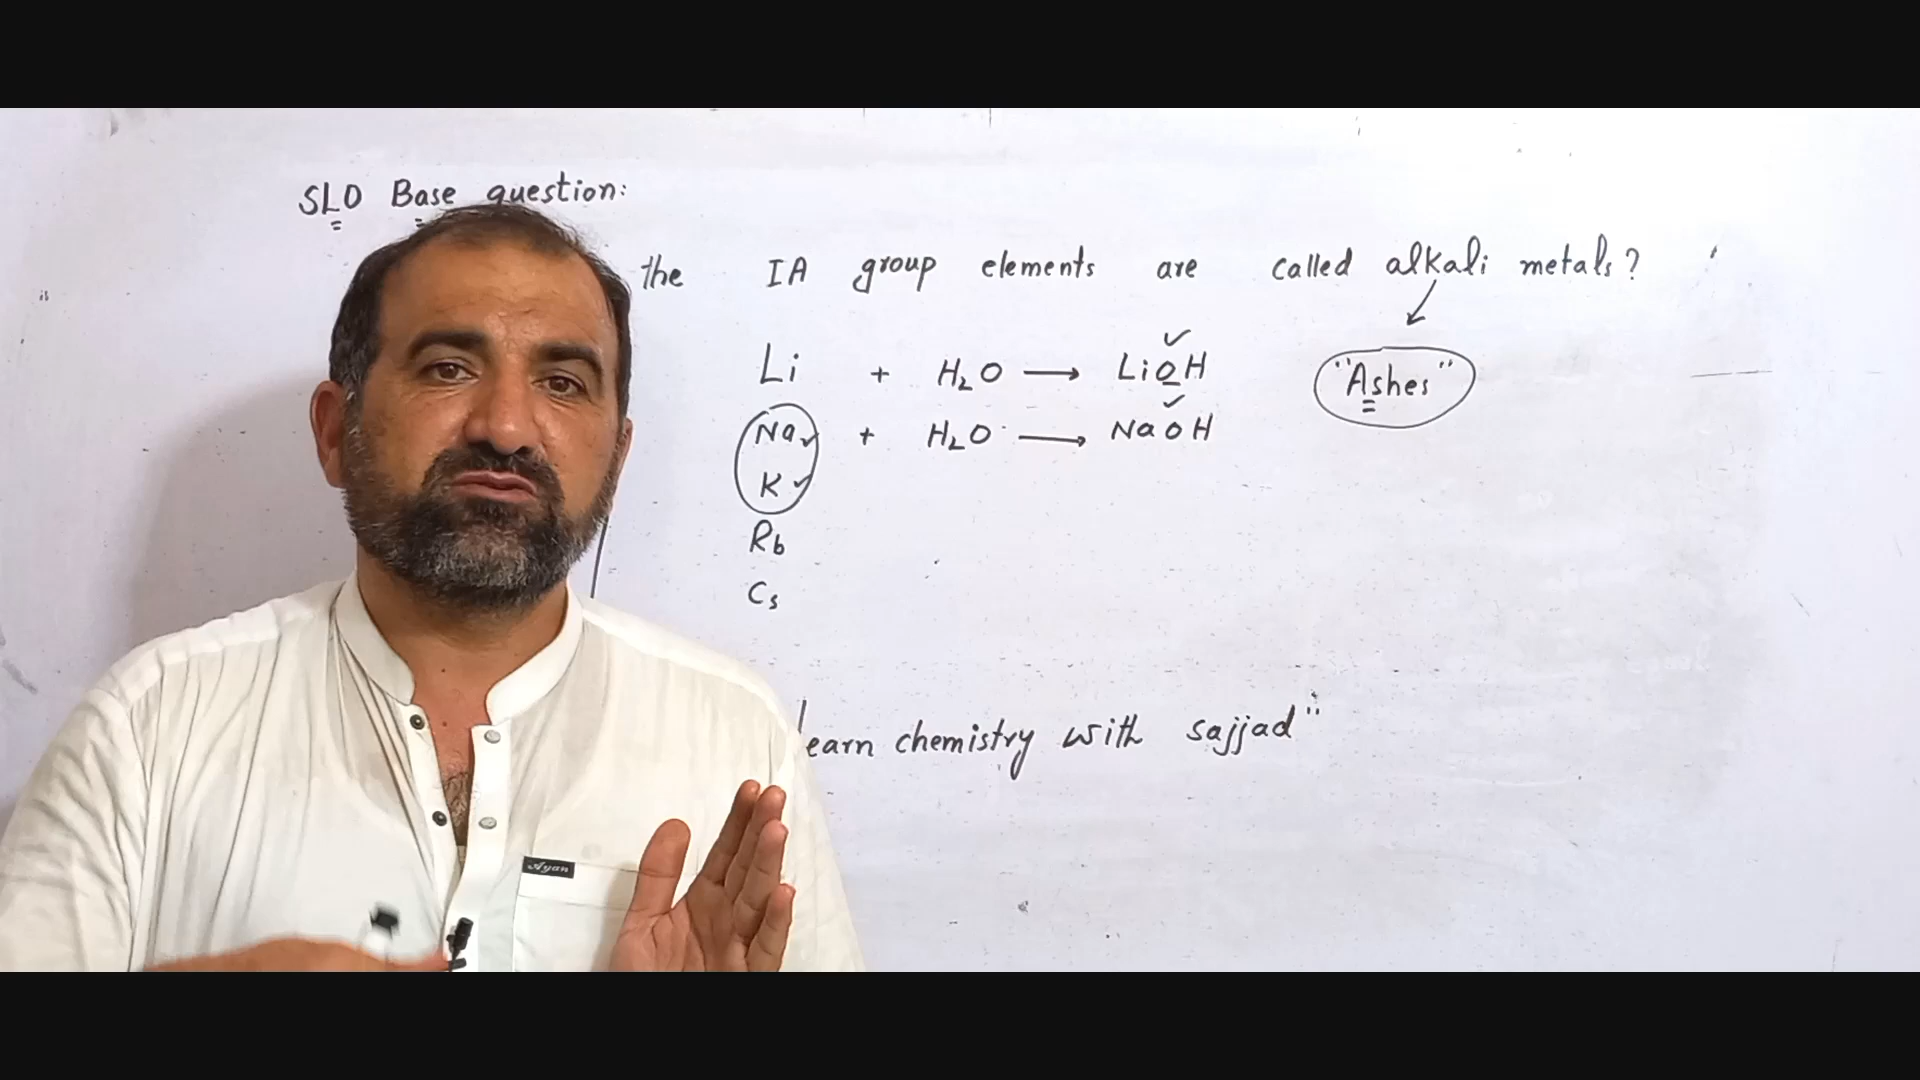 SLO Base question:
the IA group elements are called alkali metals?
Li + H₂O ⟶ LiOH "Ashes"
Na + H₂O ⟶ NaOH
K
Rb
Cs
learn chemistry with sajjad"
Ayan